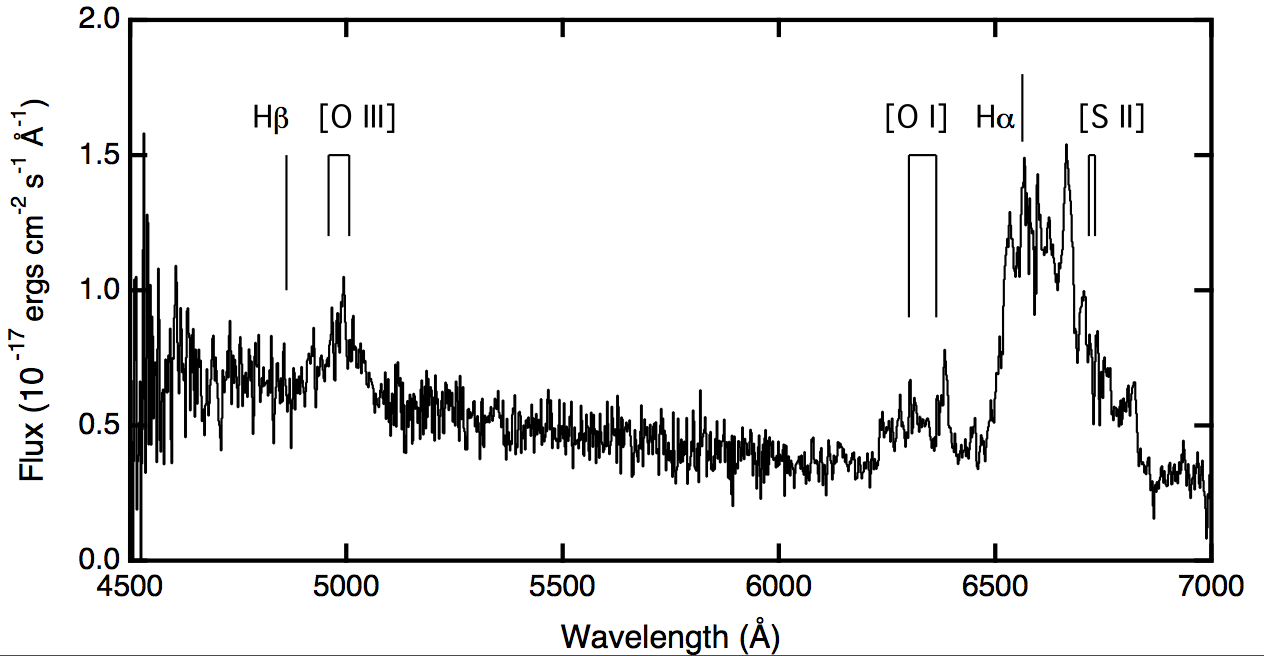 2.0
1.5
1.0
0.5
0.0
Flux (10⁻¹⁷ ergs cm⁻² s⁻¹ Å⁻¹)
Hβ [O III] [O I] Hα [S II]
4500 5000 5500 6000 6500 7000
Wavelength (Å)